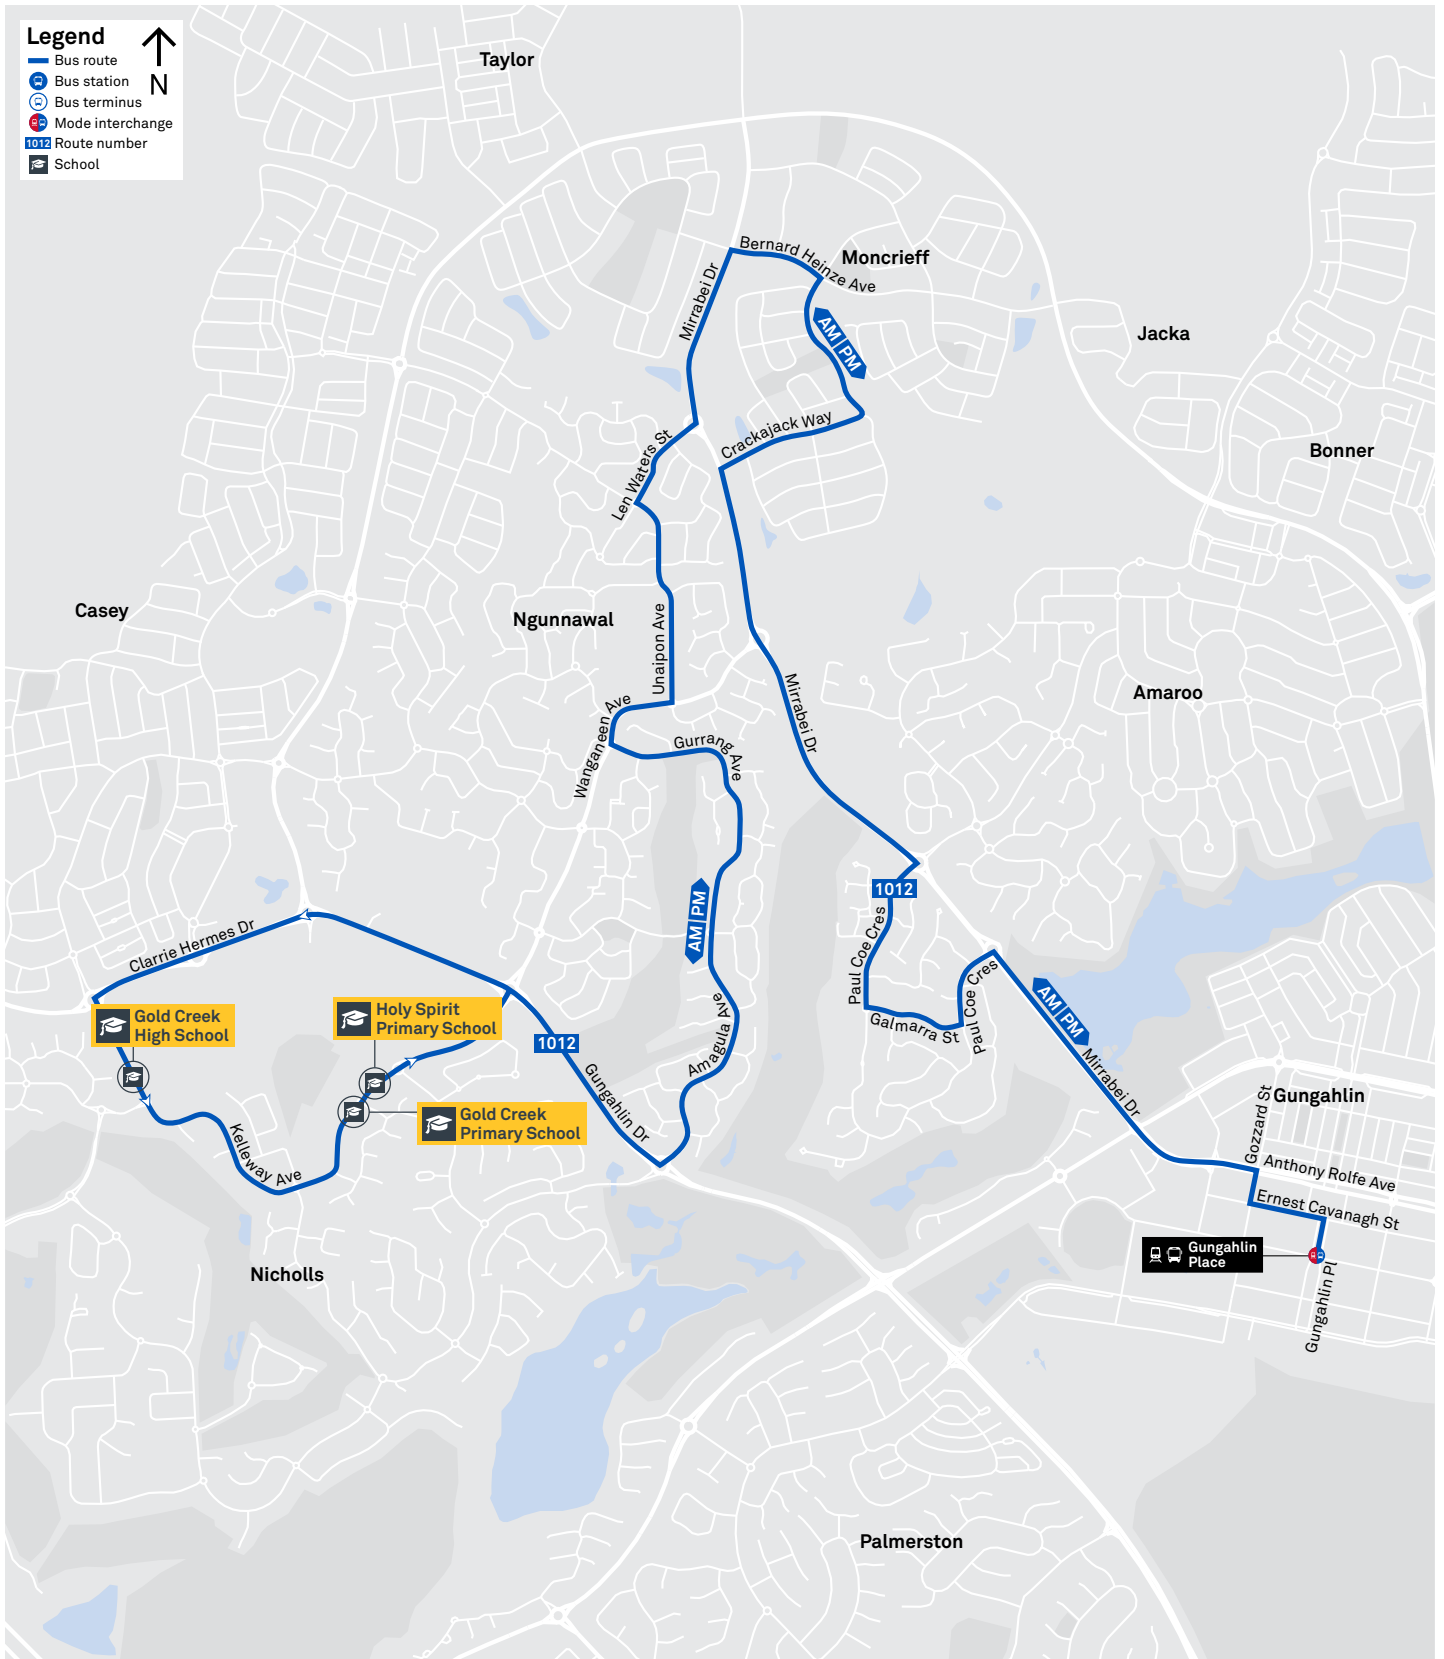 Legend
N
Bus route
Bus station
Bus terminus
Mode interchange
1012 Route number
School
Taylor
Bernard Heinze Ave
Moncrieff
Mirrabei Dr
AM | PM
Jacka
Crackajack Way
Len Waters St
Bonner
Casey
Ngunnawal
Unaipon Ave
Mirrabei Dr
Amaroo
Wanganeen Ave
Gurrang Ave
1012
AM | PM
Paul Coe Cres
Clarrie Hermes Dr
Paul Coe Cres
Galmarra St
AM | PM
Gold Creek
High School
Holy Spirit
Primary School
1012
Amagula Ave
Gungahlin Dr
Mirrabei Dr
Gozzard St
Gungahlin
Gold Creek
Primary School
Kelleway Ave
Anthony Rolfe Ave
Ernest Cavanagh St
Gungahlin
Place
Gungahlin Pl
Nicholls
Palmerston